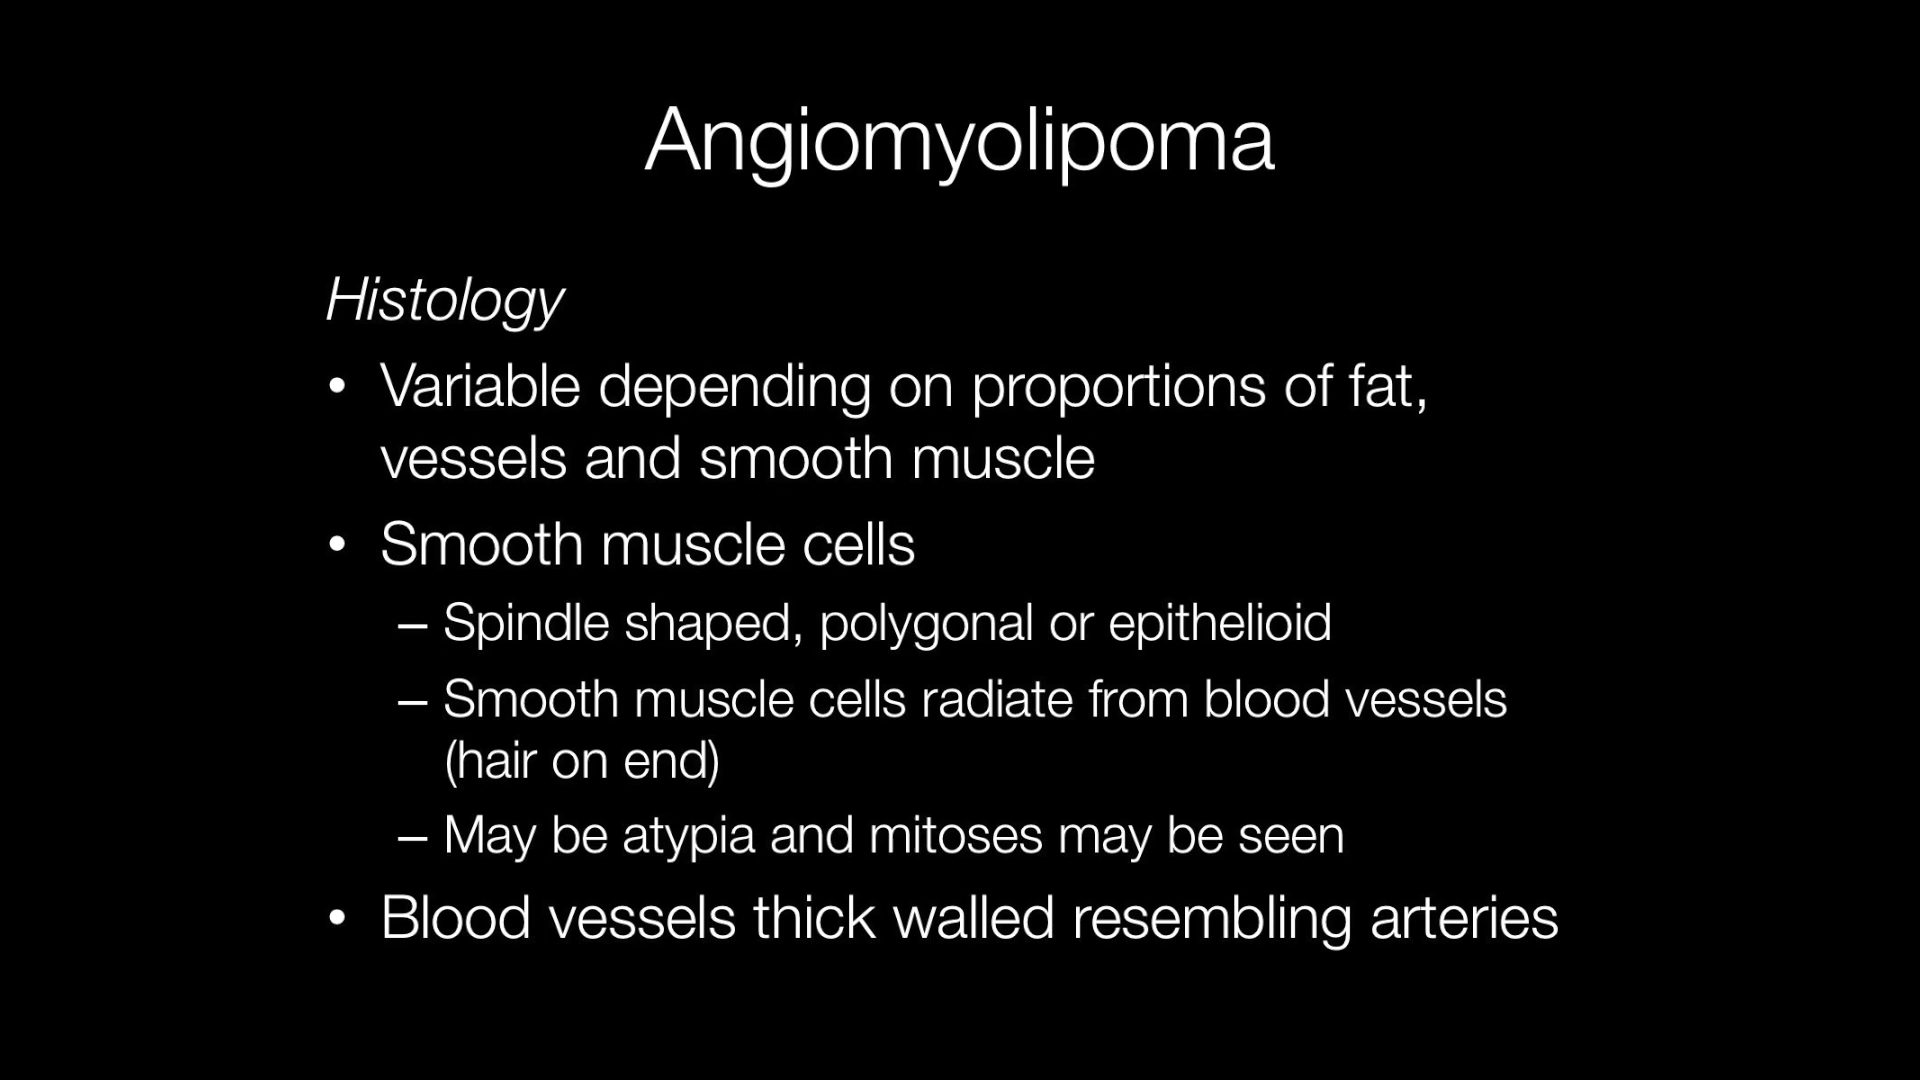 Angiomyolipoma
Histology
• Variable depending on proportions of fat,
vessels and smooth muscle
• Smooth muscle cells
– Spindle shaped, polygonal or epithelioid
– Smooth muscle cells radiate from blood vessels
(hair on end)
– May be atypia and mitoses may be seen
• Blood vessels thick walled resembling arteries